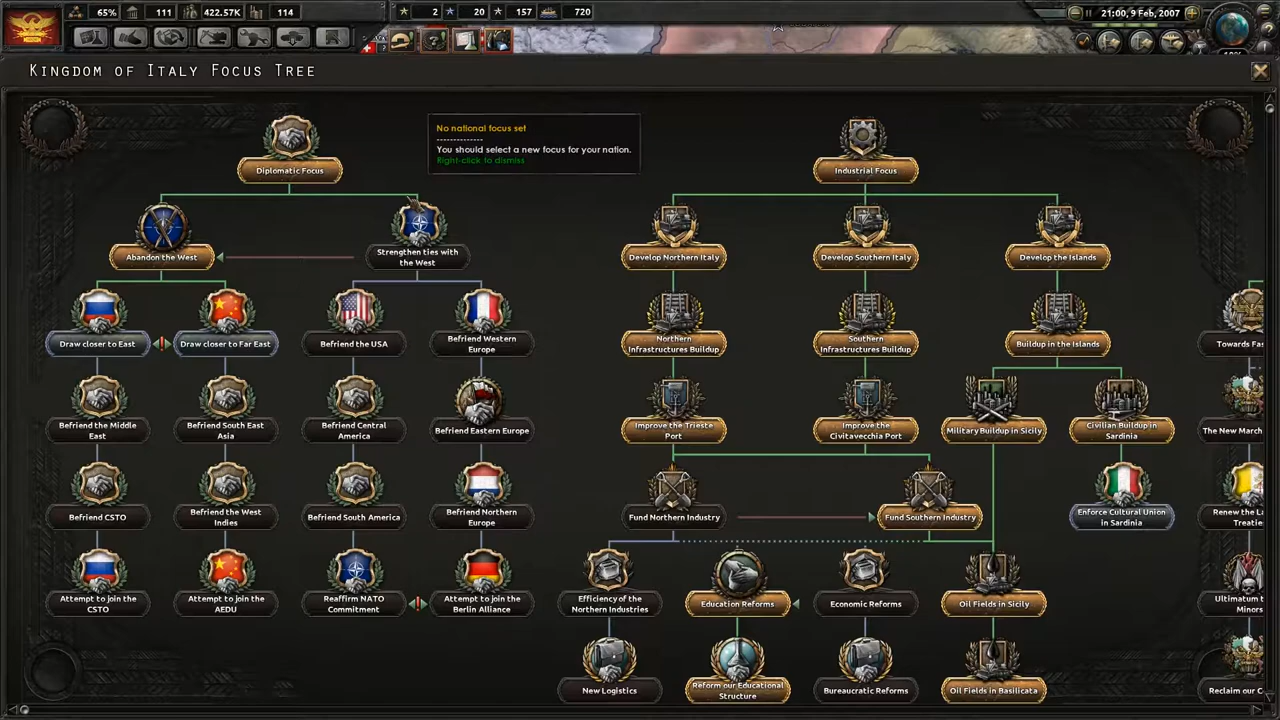 65% 111 422.57K 114 2 20 157 720 21:00, 9 Feb, 2007
Kingdom of Italy Focus Tree
No national focus set
-------------
You should select a new focus for your nation.
Right-click to dismiss
Diplomatic Focus
Industrial Focus
Abandon the West
Strengthen ties with
the West
Develop Northern Italy
Develop Southern Italy
Develop the Islands
Draw closer to East
Draw closer to Far East
Befriend the USA
Befriend Western
Europe
Northern
Infrastructures Buildup
Southern
Infrastructures Buildup
Buildup in the Islands
Towards Fas
Befriend the Middle
East
Befriend South East
Asia
Befriend Central
America
Befriend Eastern Europe
Improve the Trieste
Port
Improve the
Civitavecchia Port
Military Buildup in Sicily
Civilian Buildup in
Sardinia
The New March
Befriend CSTO
Befriend the West
Indies
Befriend South America
Befriend Northern
Europe
Fund Northern Industry
Fund Southern Industry
Enforce Cultural Union
in Sardinia
Renew the La
Treatie
Attempt to join the
CSTO
Attempt to join the
AEDU
Reaffirm NATO
Commitment
Attempt to join the
Berlin Alliance
Efficiency of the
Northern Industries
Education Reforms
Economic Reforms
Oil Fields in Sicily
Ultimatum t
Minors
New Logistics
Reform our Educational
Structure
Bureaucratic Reforms
Oil Fields in Basilicata
Reclaim our C